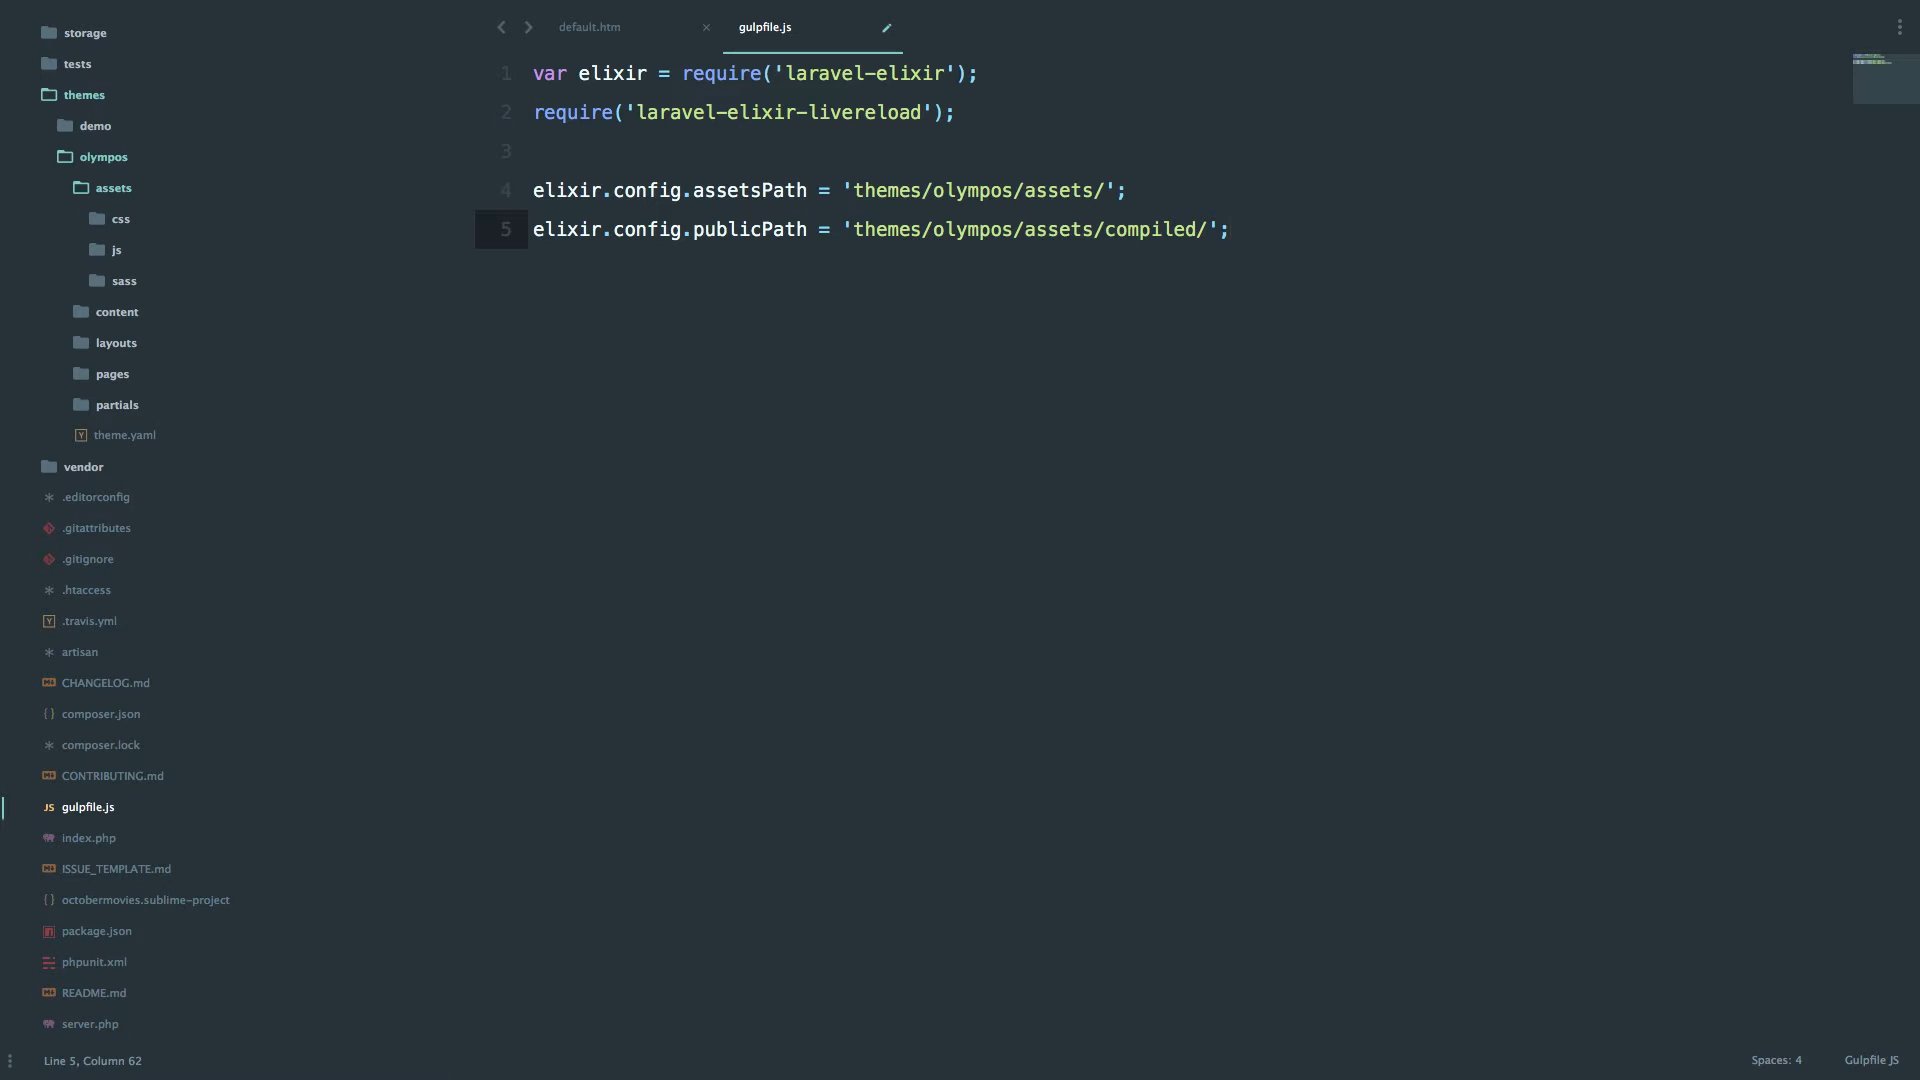 storage
tests
themes
demo
olympos
assets
css
js
sass
content
layouts
pages
partials
theme.yaml
vendor
.editorconfig
.gitattributes
.gitignore
.htaccess
.travis.yml
artisan
CHANGELOG.md
composer.json
composer.lock
CONTRIBUTING.md
JS gulpfile.js
index.php
ISSUE_TEMPLATE.md
octobermovies.sublime-project
package.json
phpunit.xml
README.md
server.php
default.htm gulpfile.js
1 var elixir = require('laravel-elixir');
2 require('laravel-elixir-livereload');
3
4 elixir.config.assetsPath = 'themes/olympos/assets/';
5 elixir.config.publicPath = 'themes/olympos/assets/compiled/';
Line 5, Column 62 Spaces: 4 Gulpfile JS